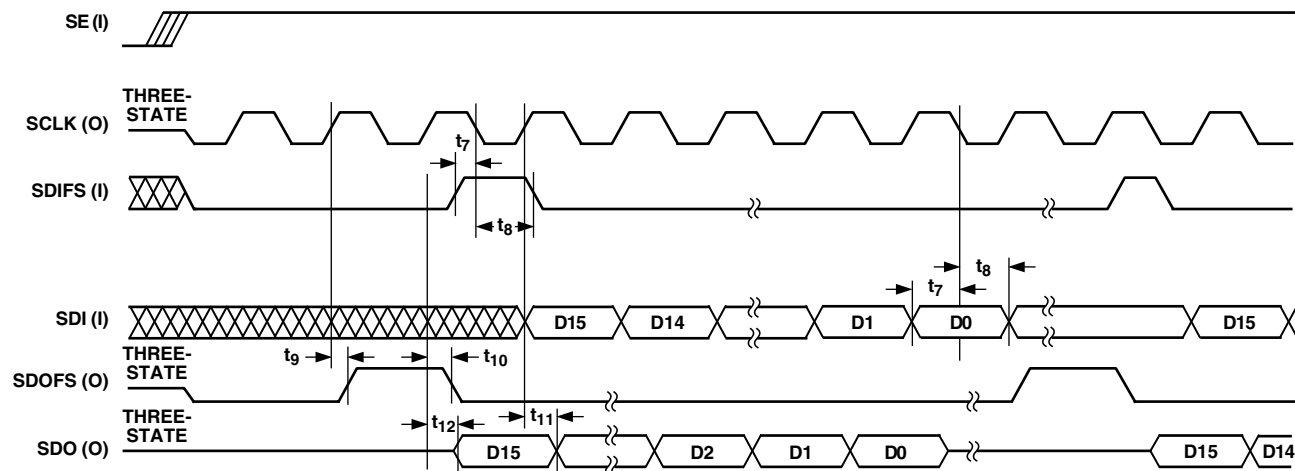 SE (I)
THREE-
STATE
SCLK (O)
t7
SDIFS (I)
t8
t8
t7
SDI (I)
D15
D14
D1
D0
D15
THREE-
STATE
t9
t10
SDOFS (O)
THREE-
STATE
t12
t11
SDO (O)
D15
D2
D1
D0
D15
D14